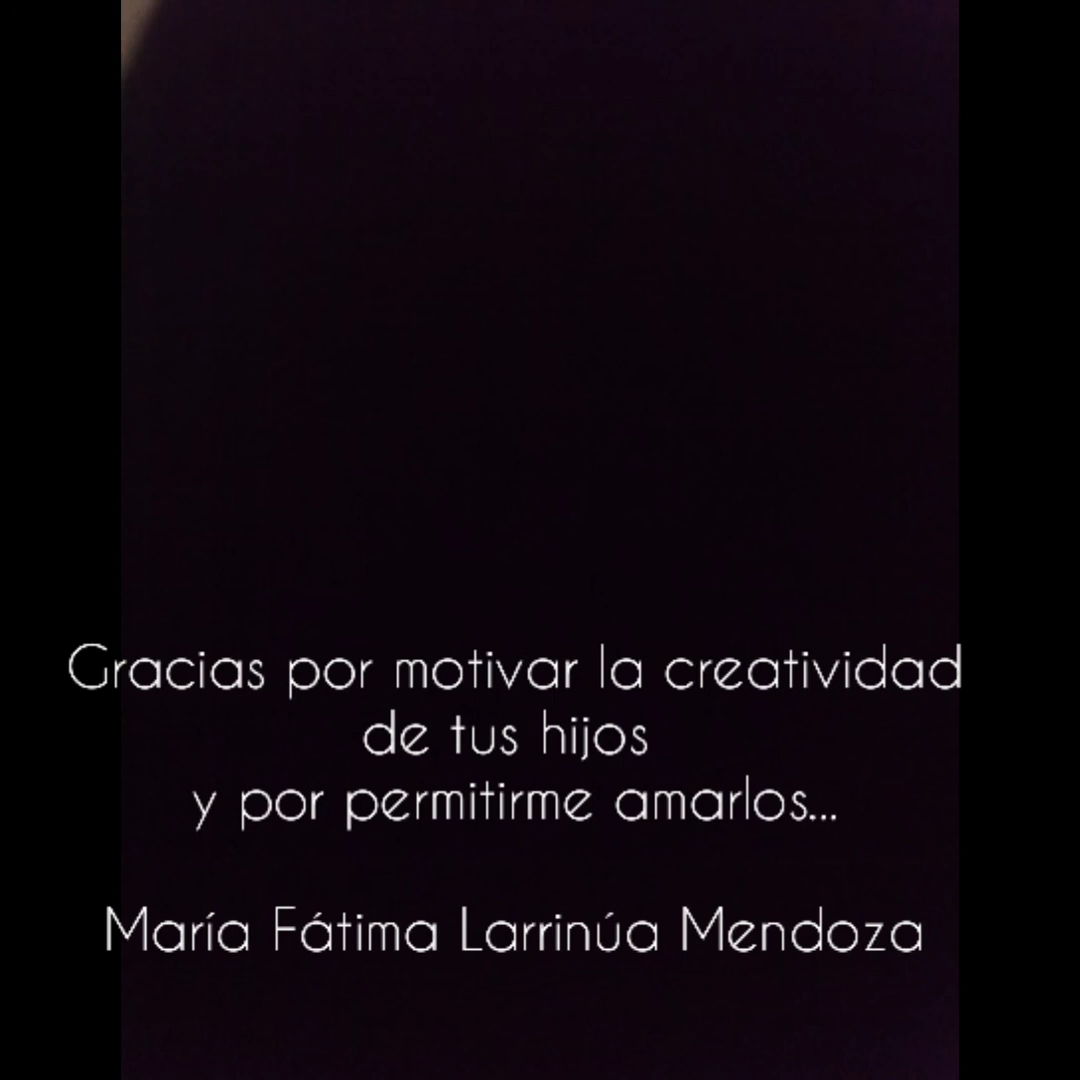 Gracias por motivar la creatividad
de tus hijos
y por permitirme amarlos...
María Fátima Larrinúa Mendoza